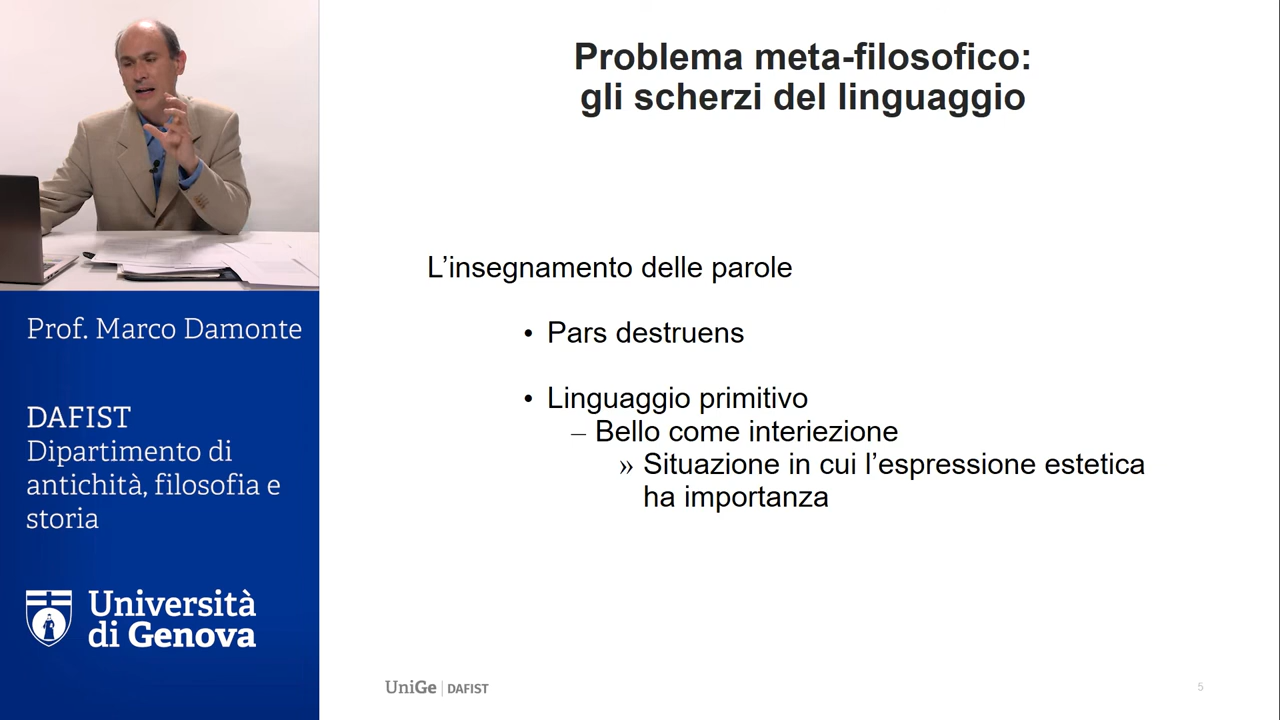 Problema meta-filosofico:
gli scherzi del linguaggio
L’insegnamento delle parole
• Pars destruens
• Linguaggio primitivo
– Bello come interiezione
» Situazione in cui l’espressione estetica
ha importanza
Prof. Marco Damonte
DAFIST
Dipartimento di
antichità, filosofia e
storia
Università
di Genova
UniGe | DAFIST
5